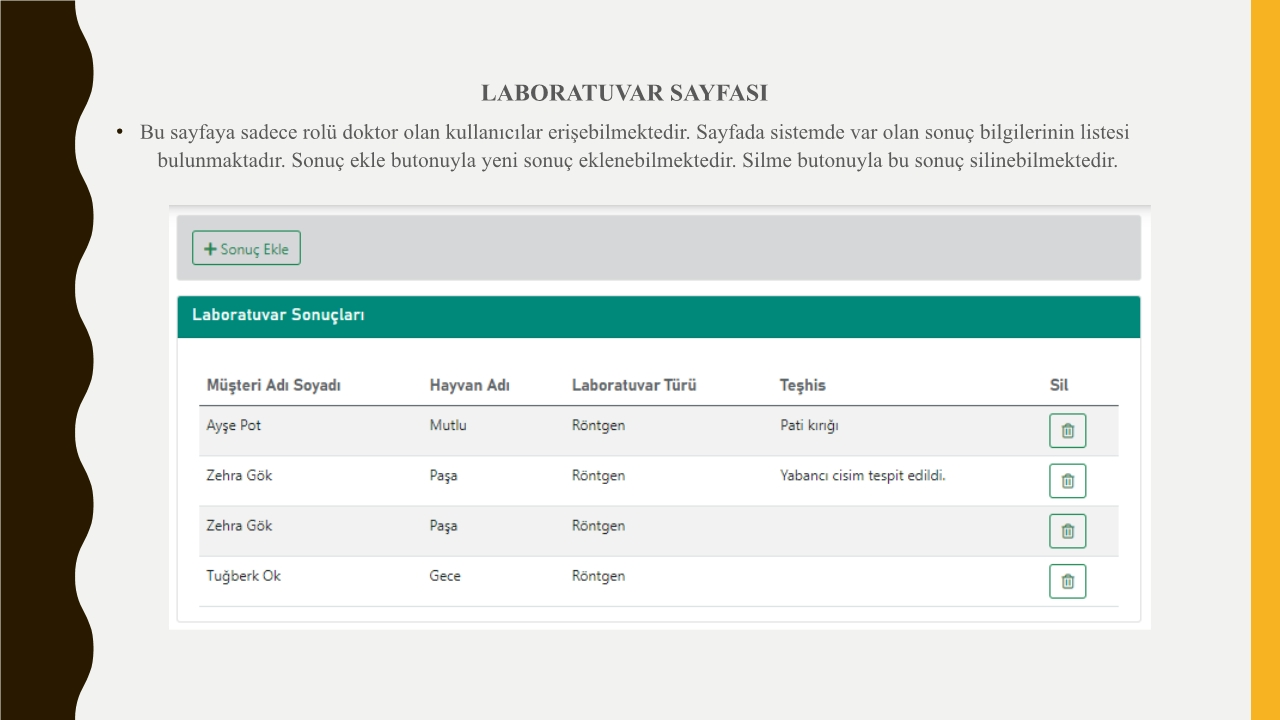 LABORATUVAR SAYFASI
• Bu sayfaya sadece rolü doktor olan kullanıcılar erişebilmektedir. Sayfada sistemde var olan sonuç bilgilerinin listesi
bulunmaktadır. Sonuç ekle butonuyla yeni sonuç eklenebilmektedir. Silme butonuyla bu sonuç silinebilmektedir.
+ Sonuç Ekle
Laboratuvar Sonuçları
Müşteri Adı Soyadı Hayvan Adı Laboratuvar Türü Teşhis Sil
Ayşe Pot Mutlu Röntgen Pati kırığı
Zehra Gök Paşa Röntgen Yabancı cisim tespit edildi.
Zehra Gök Paşa Röntgen
Tuğberk Ok Gece Röntgen